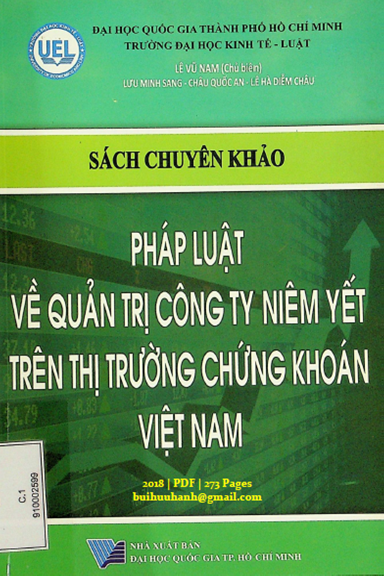 ĐẠI HỌC QUỐC GIA THÀNH PHỐ HỒ CHÍ MINH
TRƯỜNG ĐẠI HỌC KINH TẾ - LUẬT
UEL
LÊ VŨ NAM (Chủ biên)
LƯU MINH SANG - CHÂU QUỐC AN - LÊ HÀ DIỄM CHÂU
SÁCH CHUYÊN KHẢO
PHÁP LUẬT
VỀ QUẢN TRỊ CÔNG TY NIÊM YẾT
TRÊN THỊ TRƯỜNG CHỨNG KHOÁN
VIỆT NAM
C.1
910002599
2018 | PDF | 273 Pages
buihuuhanh@gmail.com
NHÀ XUẤT BẢN
ĐẠI HỌC QUỐC GIA TP. HỒ CHÍ MINH